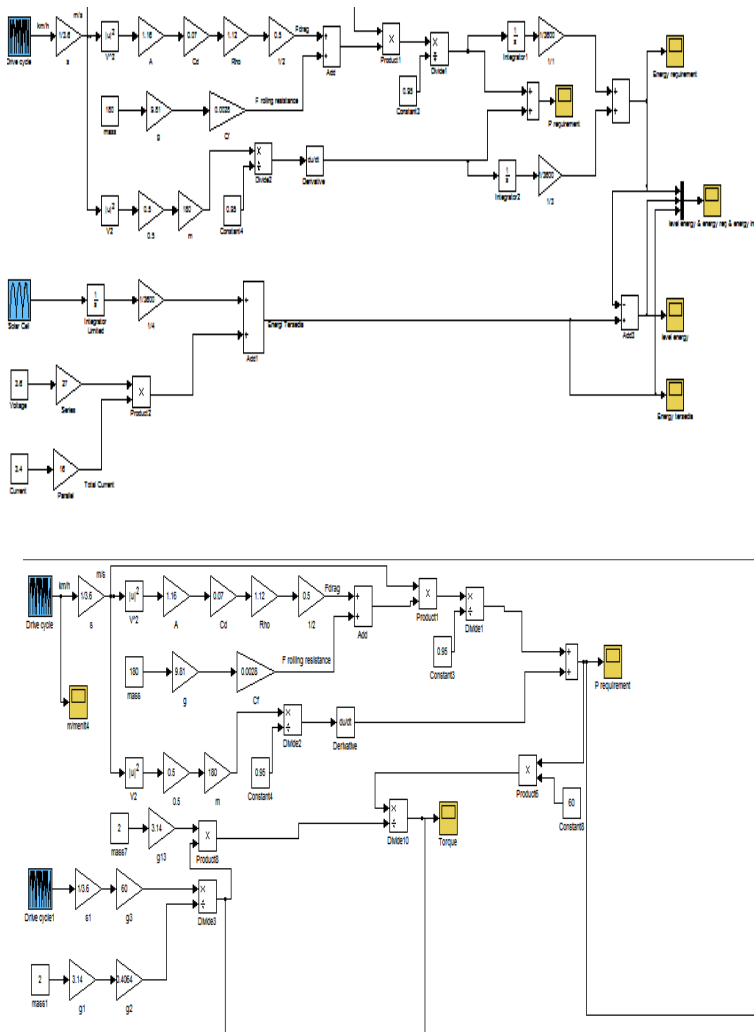 km/h
m/s
Drive cycle
1/3.6
s
|u|²
V^2
1.16
A
0.07
Cd
1.12
Rho
0.5
1/2
Fdrag
Add
Product1
Divide1
0.95
Constant3
1/s
Integrator1
1/3600
1/1
Energy requirement
180
mass
9.81
g
0.0028
Cf
F rolling resistance
P requirement
|u|²
V2
0.5
0.5
180
m
Divide2
0.95
Constant4
du/dt
Derivative
1/s
Integrator2
1/3600
1/2
level energy & energy req & energy in
Solar Cell
1/s
Integrator
Limited
1/3600
1/4
Add1
Energi Tersedia
Add3
level energy
Energy tersedia
3.6
Voltage
27
Series
Product2
3.4
Current
16
Parallel
Total Current
km/h
m/s
Drive cycle
1/3.6
s
|u|²
V^2
1.16
A
0.07
Cd
1.12
Rho
0.5
1/2
Fdrag
Add
Product1
Divide1
0.95
Constant3
P requirement
180
mass
9.81
g
0.0028
Cf
F rolling resistance
m/menit4
Divide2
0.95
Constant4
du/dt
Derivative
|u|²
V2
0.5
0.5
180
m
Product6
60
Constant8
2
mass7
3.14
g13
Product8
Divide10
Torque
Drive cycle1
1/3.6
s1
60
g3
Divide3
2
mass1
3.14
g1
0.4064
g2